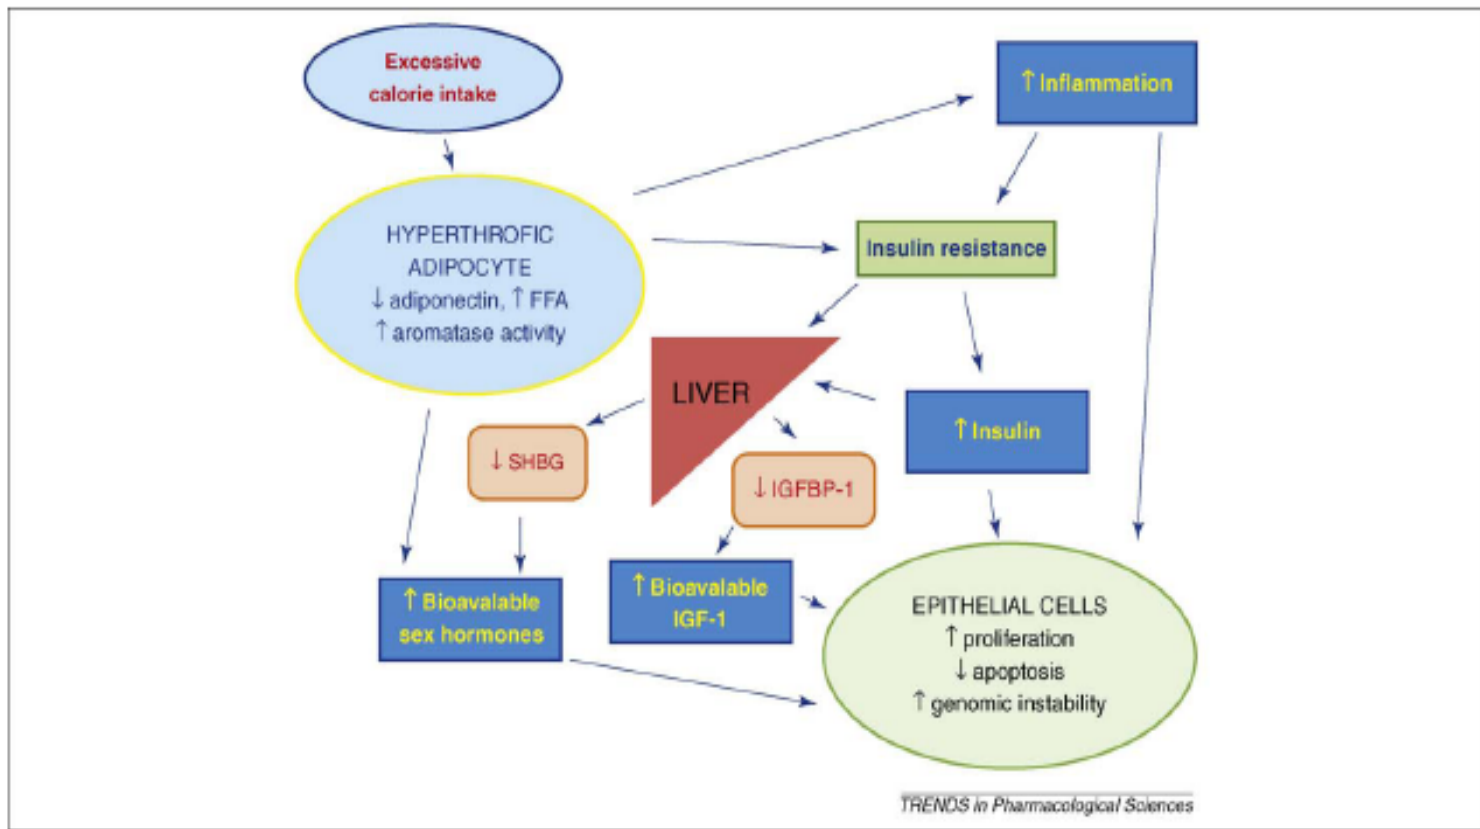 Excessive
calorie intake
↑ Inflammation
HYPERTHROFIC
ADIPOCYTE
↓ adiponectin, ↑ FFA
↑ aromatase activity
Insulin resistance
LIVER
↓ SHBG
↓ IGFBP-1
↑ Insulin
↑ Bioavalable
sex hormones
↑ Bioavalable
IGF-1
EPITHELIAL CELLS
↑ proliferation
↓ apoptosis
↑ genomic instability
TRENDS in Pharmacological Sciences